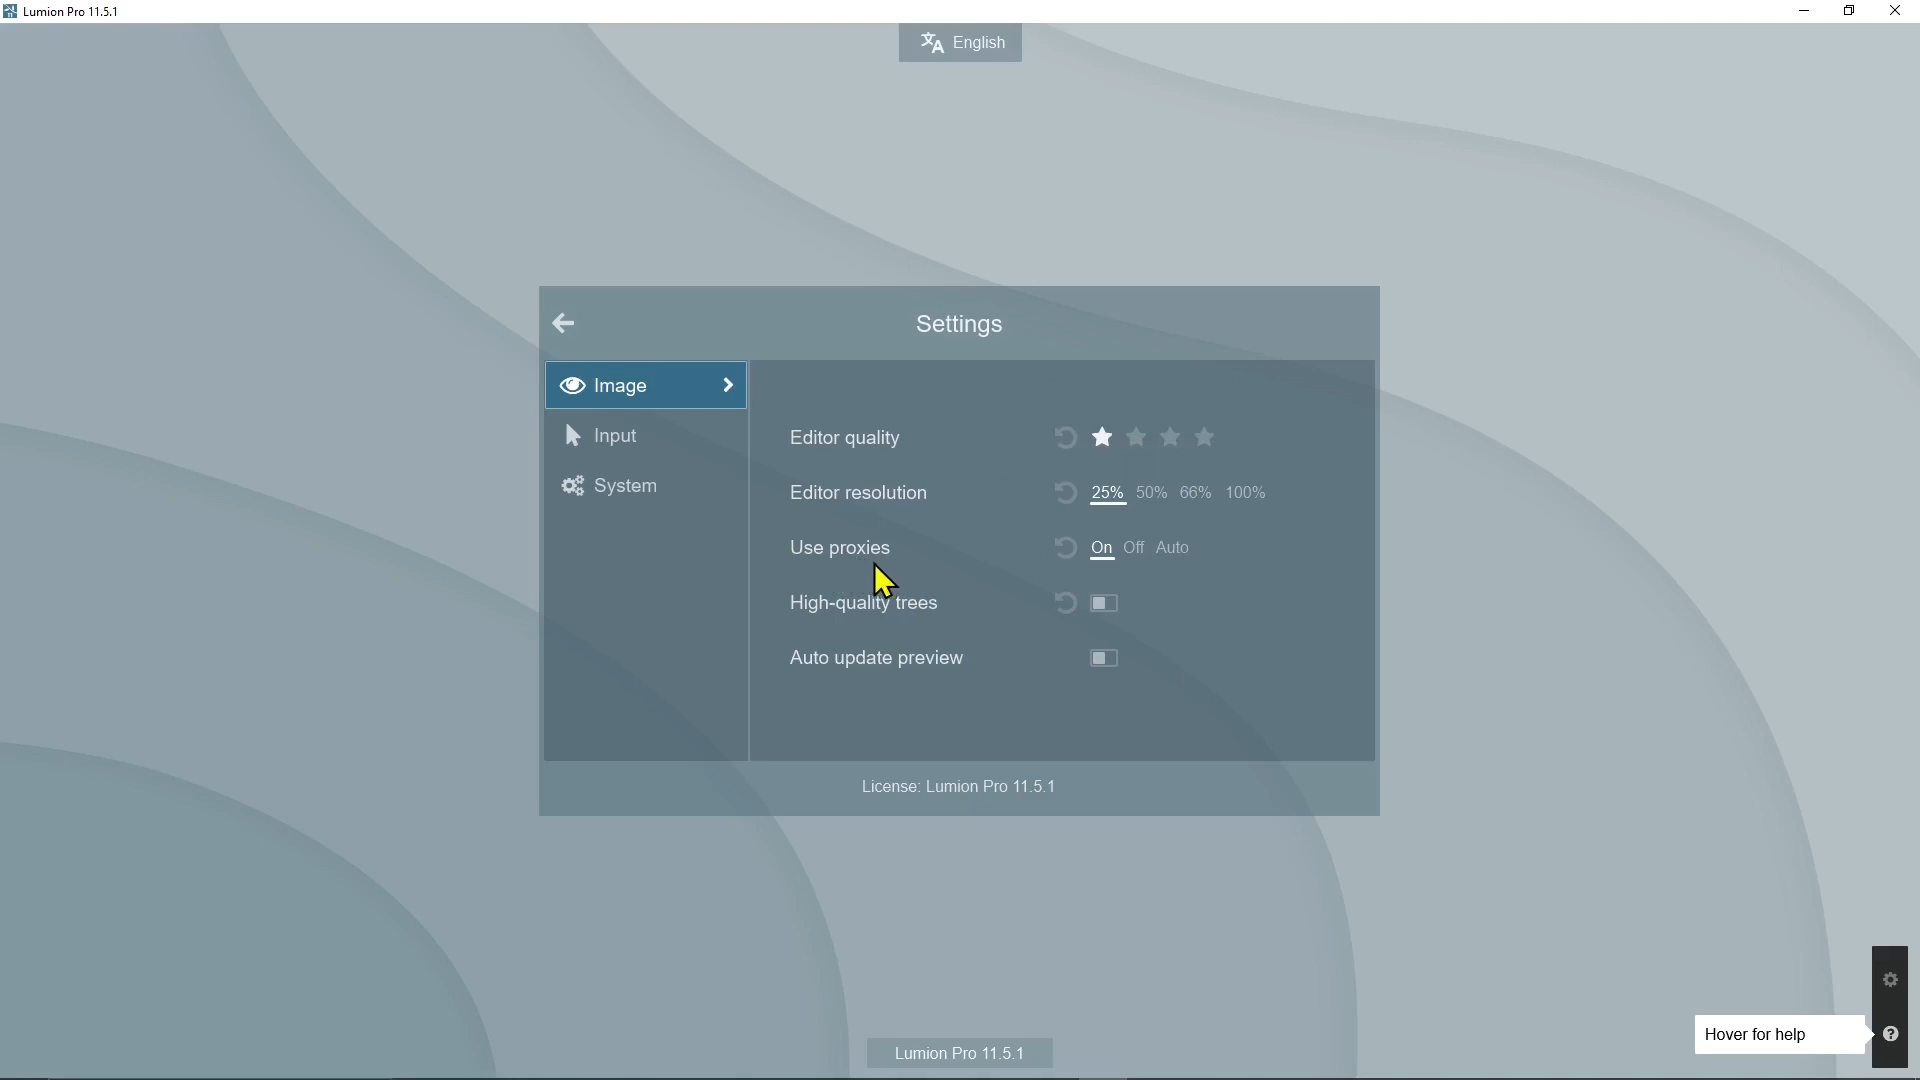 Lumion Pro 11.5.1
English
Settings
Image
Input
System
Editor quality
Editor resolution 25% 50% 66% 100%
Use proxies On Off Auto
High-quality trees
Auto update preview
License: Lumion Pro 11.5.1
Hover for help
Lumion Pro 11.5.1